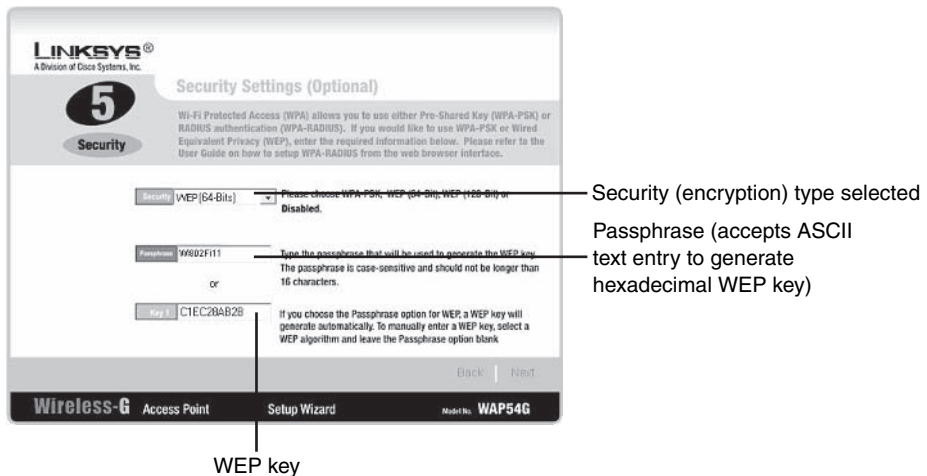 LINKSYS®
A Division of Cisco Systems, Inc.
5
Security
Security Settings (Optional)
Wi-Fi Protected Access (WPA) allows you to use either Pre-Shared Key (WPA-PSK) or
RADIUS authentication (WPA-RADIUS). If you would like to use WPA-PSK or Wired
Equivalent Privacy (WEP), enter the required information below. Please refer to the
User Guide on how to setup WPA-RADIUS from the web browser interface.
Security WEP(64-Bits)
Please choose WPA-PSK, WEP (64-Bit), WEP (128-Bit) or
Disabled.
Security (encryption) type selected
Passphrase W802Fi11
Type the passphrase that will be used to generate the WEP key.
The passphrase is case-sensitive and should not be longer than
16 characters.
Passphrase (accepts ASCII
text entry to generate
hexadecimal WEP key)
or
Key 1 C1EC28AB28
If you choose the Passphrase option for WEP, a WEP key will
generate automatically. To manually enter a WEP key, select a
WEP algorithm and leave the Passphrase option blank
Back Next
Wireless-G Access Point Setup Wizard Model No. WAP54G
WEP key